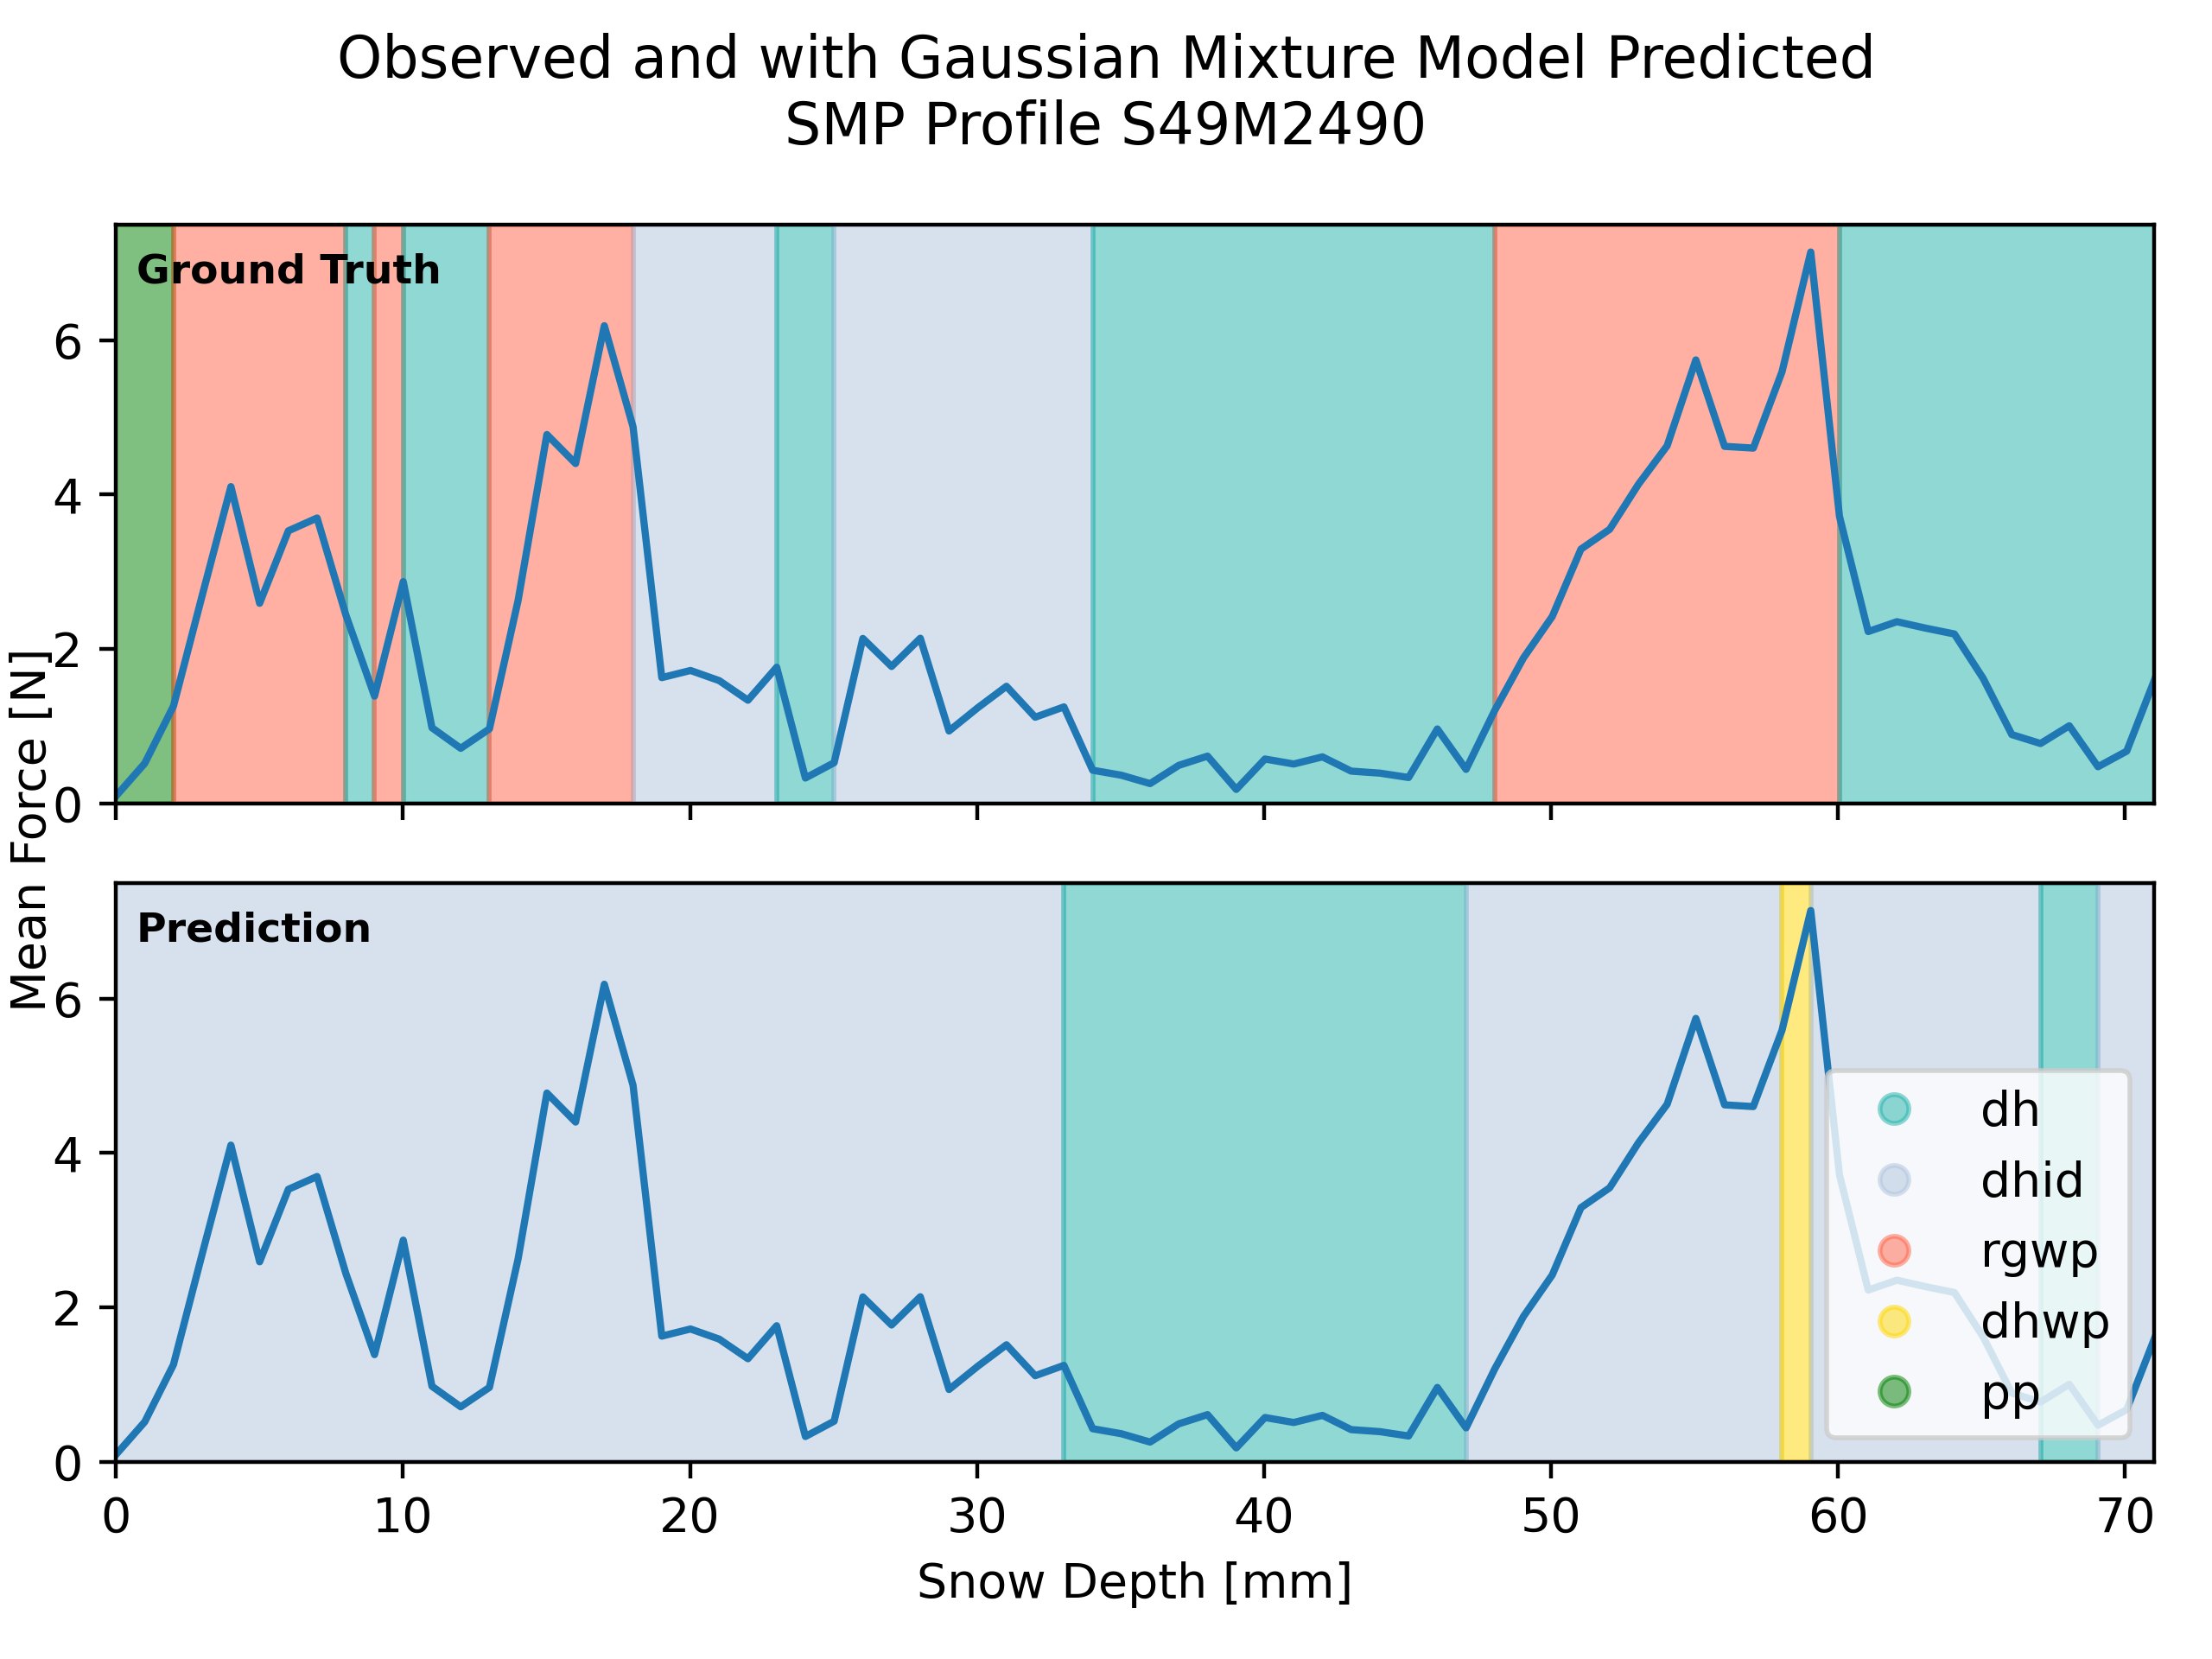 Observed and with Gaussian Mixture Model Predicted
SMP Profile S49M2490
Ground Truth
6
4
2
0
Mean Force [N]
Prediction
6
4
2
0
dh
dhid
rgwp
dhwp
pp
0 10 20 30 40 50 60 70
Snow Depth [mm]